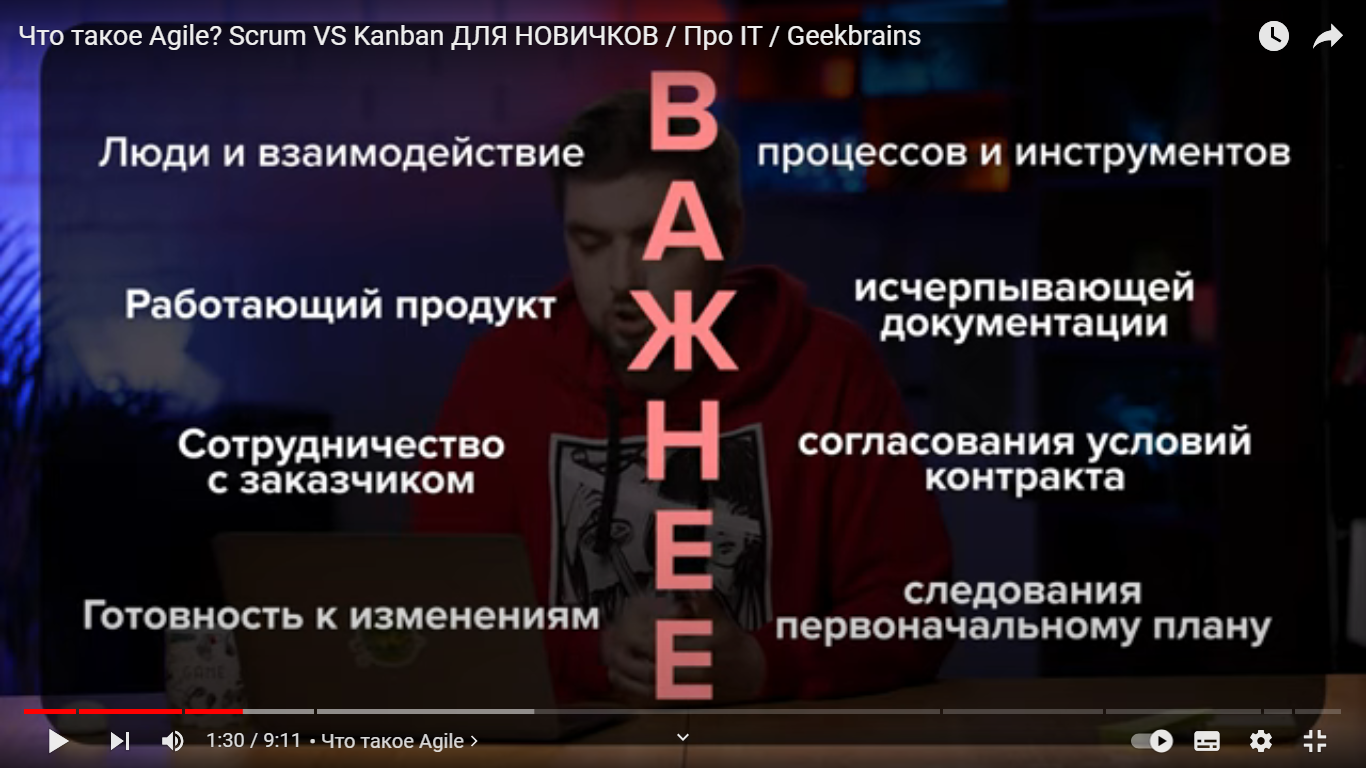 Что такое Agile? Scrum VS Kanban ДЛЯ НОВИЧКОВ / Про IT / Geekbrains
Люди и взаимодействие
ВАЖНЕЕ
процессов и инструментов
Работающий продукт
исчерпывающей
документации
Сотрудничество
с заказчиком
согласования условий
контракта
Готовность к изменениям
следования
первоначальному плану
GAME
1:30 / 9:11 • Что такое Agile >